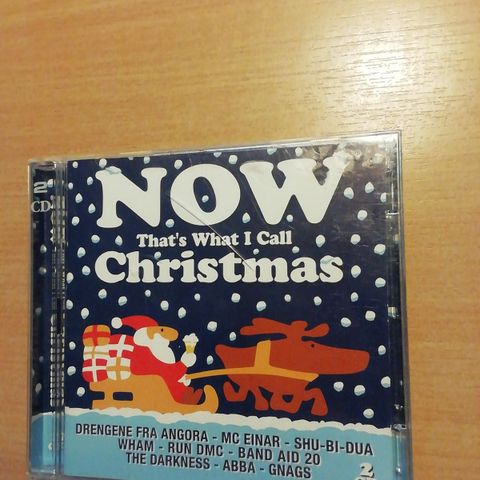 2
CD
NOW
That's What I Call
Christmas
DRENGENE FRA ANGORA - MC EINAR - SHU-BI-DUA
WHAM - RUN DMC - BAND AID 20
THE DARKNESS - ABBA - GNAGS
2